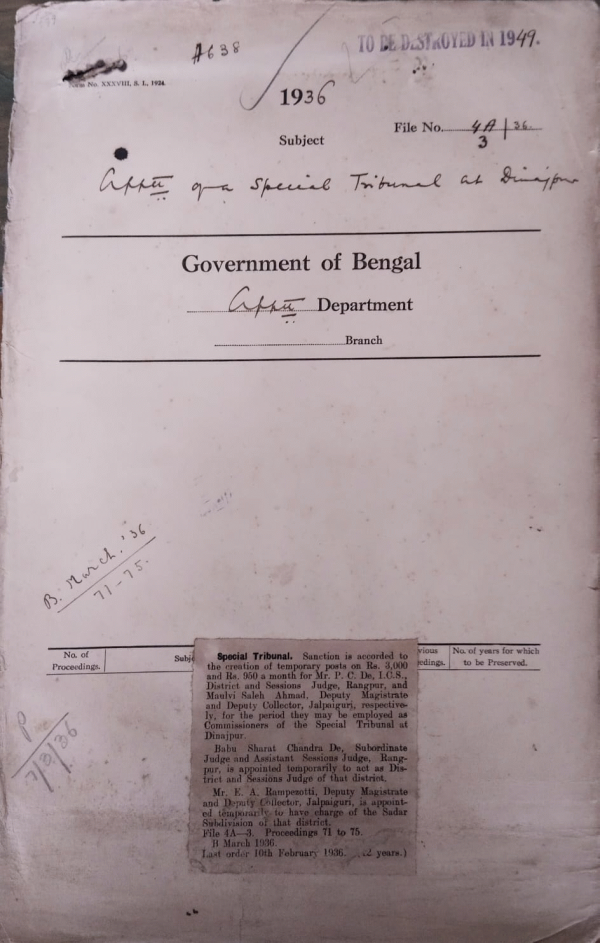 A638
TO BE DESTROYED IN 1949.
Form No. XXXVIII, S. I., 1924.
1936
File No. 4A/36
3
Subject
Apptt of a Special Tribunal at Dinajpur
Government of Bengal
Apptt Department
Branch
B. March. '36
71-75.
No. of
Proceedings.
Subje
vious
edings.
No. of years for which
to be Preserved.
7/3/36
Special Tribunal. Sanction is accorded to
the creation of temporary posts on Rs. 3,000
and Rs. 950 a month for Mr. P. C. De, I.C.S.,
District and Sessions Judge, Rangpur, and
Maulvi Saleh Ahmad, Deputy Magistrate
and Deputy Collector, Jalpaiguri, respective-
ly, for the period they may be employed as
Commissioners of the Special Tribunal at
Dinajpur.
Babu Sharat Chandra De, Subordinate
Judge and Assistant Sessions Judge, Rang-
pur, is appointed temporarily to act as Dis-
trict and Sessions Judge of that district.
Mr. E. A. Rampezotti, Deputy Magistrate
and Deputy Collector, Jalpaiguri, is appoint-
ed temporarily to have charge of the Sadar
Subdivision of that district.
File 4A—3. Proceedings 71 to 75.
B March 1936.
Last order 10th February 1936. years.)